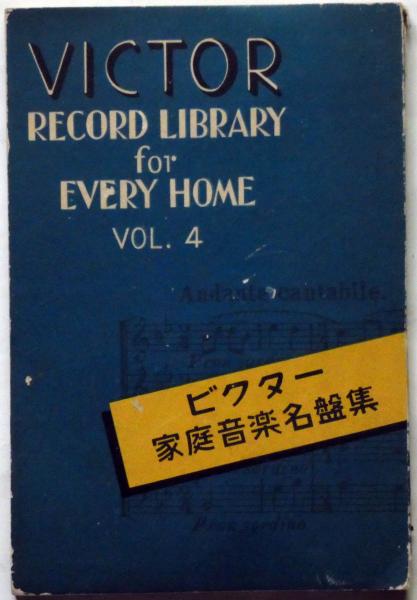 VICTOR
RECORD LIBRARY
for
EVERY HOME
VOL. 4
Andante cantabile.
ビクター
家庭音楽名盤集